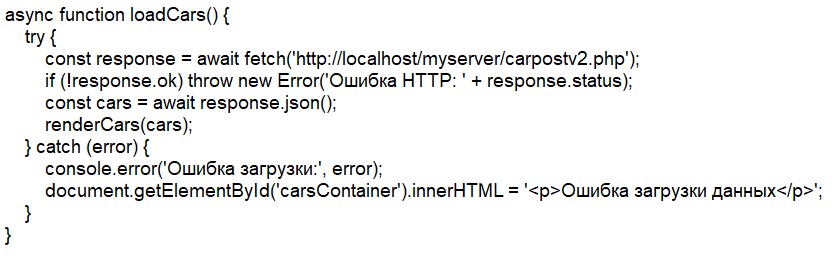 async function loadCars() {
try {
const response = await fetch('http://localhost/myserver/carpostv2.php');
if (!response.ok) throw new Error('Ошибка HTTP: ' + response.status);
const cars = await response.json();
renderCars(cars);
} catch (error) {
console.error('Ошибка загрузки:', error);
document.getElementById('carsContainer').innerHTML = '<p>Ошибка загрузки данных</p>';
}
}